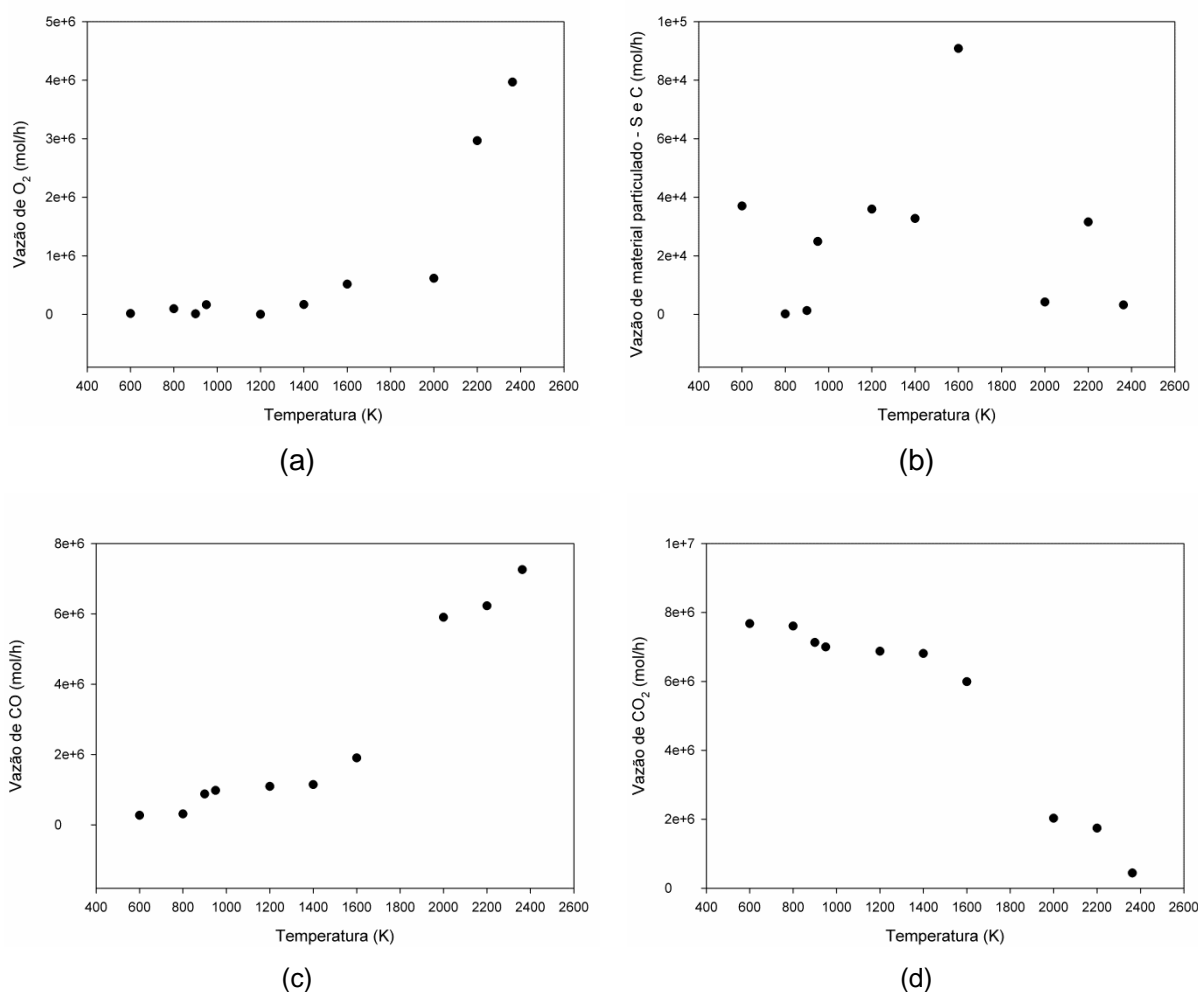 Vazão de O2 (mol/h)
5e+6
4e+6
3e+6
2e+6
1e+6
0
400 600 800 1000 1200 1400 1600 1800 2000 2200 2400 2600
Temperatura (K)
(a)
Vazão de material particulado - S e C (mol/h)
1e+5
8e+4
6e+4
4e+4
2e+4
0
400 600 800 1000 1200 1400 1600 1800 2000 2200 2400 2600
Temperatura (K)
(b)
Vazão de CO (mol/h)
8e+6
6e+6
4e+6
2e+6
0
400 600 800 1000 1200 1400 1600 1800 2000 2200 2400 2600
Temperatura (K)
(c)
Vazão de CO2 (mol/h)
1e+7
8e+6
6e+6
4e+6
2e+6
0
400 600 800 1000 1200 1400 1600 1800 2000 2200 2400 2600
Temperatura (K)
(d)